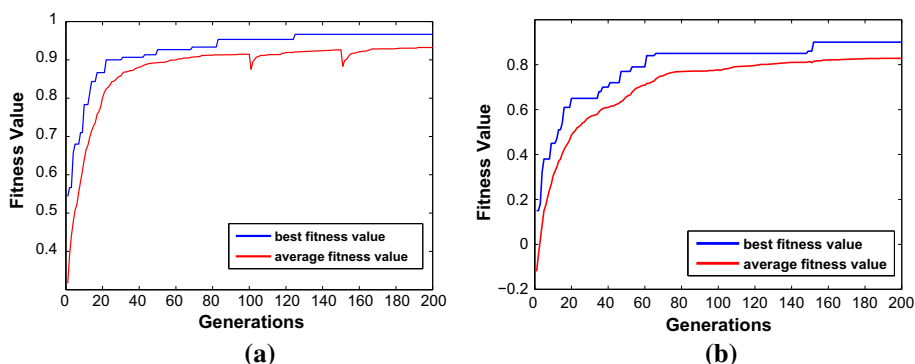 1
0.9
0.8
0.7
0.6
0.5
0.4
Fitness Value
best fitness value
average fitness value
0 20 40 60 80 100 120 140 160 180 200
Generations
(a)
0.8
0.6
0.4
0.2
0
−0.2
Fitness Value
best fitness value
average fitness value
0 20 40 60 80 100 120 140 160 180 200
Generations
(b)